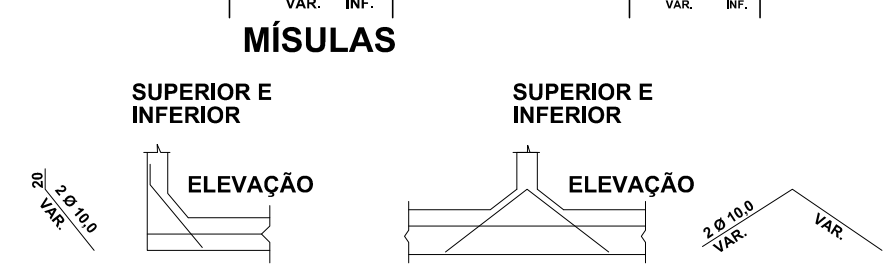 VAR. INF.
VAR. INF.
MÍSULAS
SUPERIOR E
INFERIOR
SUPERIOR E
INFERIOR
20
2 Ø 10,0
VAR.
ELEVAÇÃO
ELEVAÇÃO
2 Ø 10,0
VAR.
VAR.